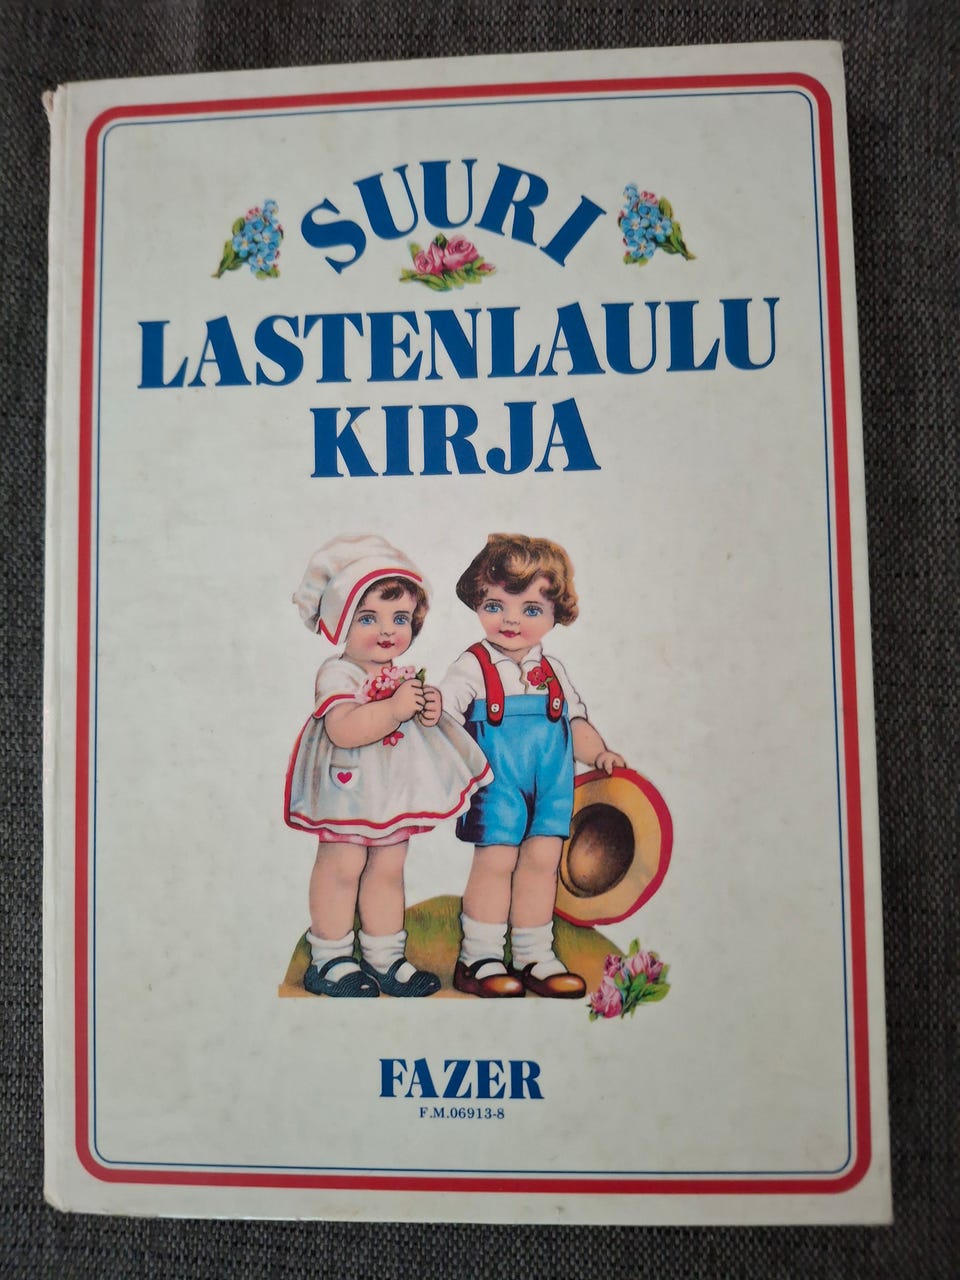 SUURI
LASTENLAULU
KIRJA
FAZER
F.M.06913-8